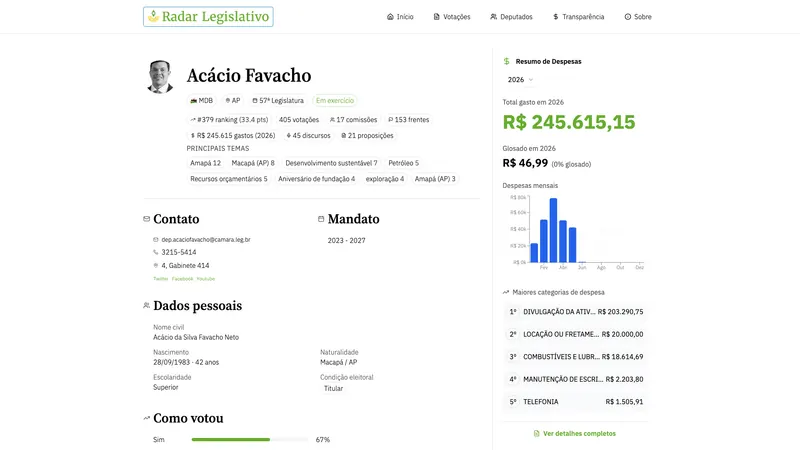 Radar Legislativo
Início Votações Deputados Transparência Sobre
Acácio Favacho
MDB AP 57ª Legislatura Em exercício
#379 ranking (33.4 pts) 405 votações 17 comissões 153 frentes
R$ 245.615 gastos (2026) 45 discursos 21 proposições
PRINCIPAIS TEMAS
Amapá 12 Macapá (AP) 8 Desenvolvimento sustentável 7 Petróleo 5
Recursos orçamentários 5 Aniversário de fundação 4 exploração 4 Amapá (AP) 3
Contato
dep.acaciofavacho@camara.leg.br
3215-5414
4, Gabinete 414
Twitter Facebook Youtube
Mandato
2023 - 2027
Dados pessoais
Nome civil
Acácio da Silva Favacho Neto
Nascimento
28/09/1983 · 42 anos
Naturalidade
Macapá / AP
Escolaridade
Superior
Condição eleitoral
Titular
Como votou
Sim 67%
Resumo de Despesas
2026
Total gasto em 2026
R$ 245.615,15
Glosado em 2026
R$ 46,99 (0% glosado)
Despesas mensais
R$ 80k
R$ 60k
R$ 40k
R$ 20k
R$ 0k
Fev Abr Jun Ago Out Dez
Maiores categorias de despesa
1º DIVULGAÇÃO DA ATIV... R$ 203.290,75
2º LOCAÇÃO OU FRETAME... R$ 20.000,00
3º COMBUSTÍVEIS E LUBR... R$ 18.614,69
4º MANUTENÇÃO DE ESCRI... R$ 2.203,80
5º TELEFONIA R$ 1.505,91
Ver detalhes completos